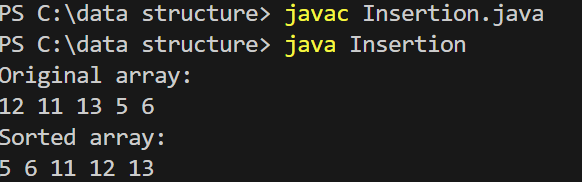 PS C:\data structure> javac Insertion.java
PS C:\data structure> java Insertion
Original array:
12 11 13 5 6
Sorted array:
5 6 11 12 13